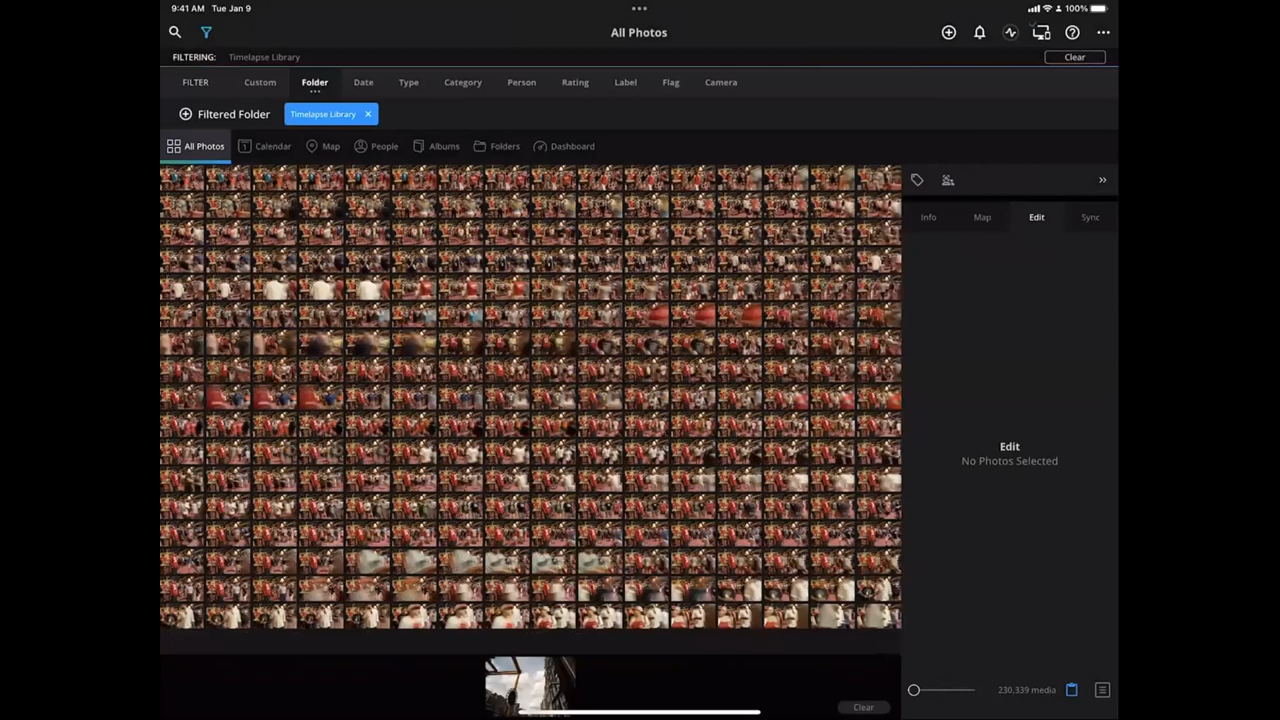 9:41 AM Tue Jan 9
100%
All Photos
FILTERING: Timelapse Library
Clear
FILTER Custom Folder Date Type Category Person Rating Label Flag Camera
Filtered Folder Timelapse Library
All Photos Calendar Map People Albums Folders Dashboard
Info Map Edit Sync
Edit
No Photos Selected
230,339 media
Clear